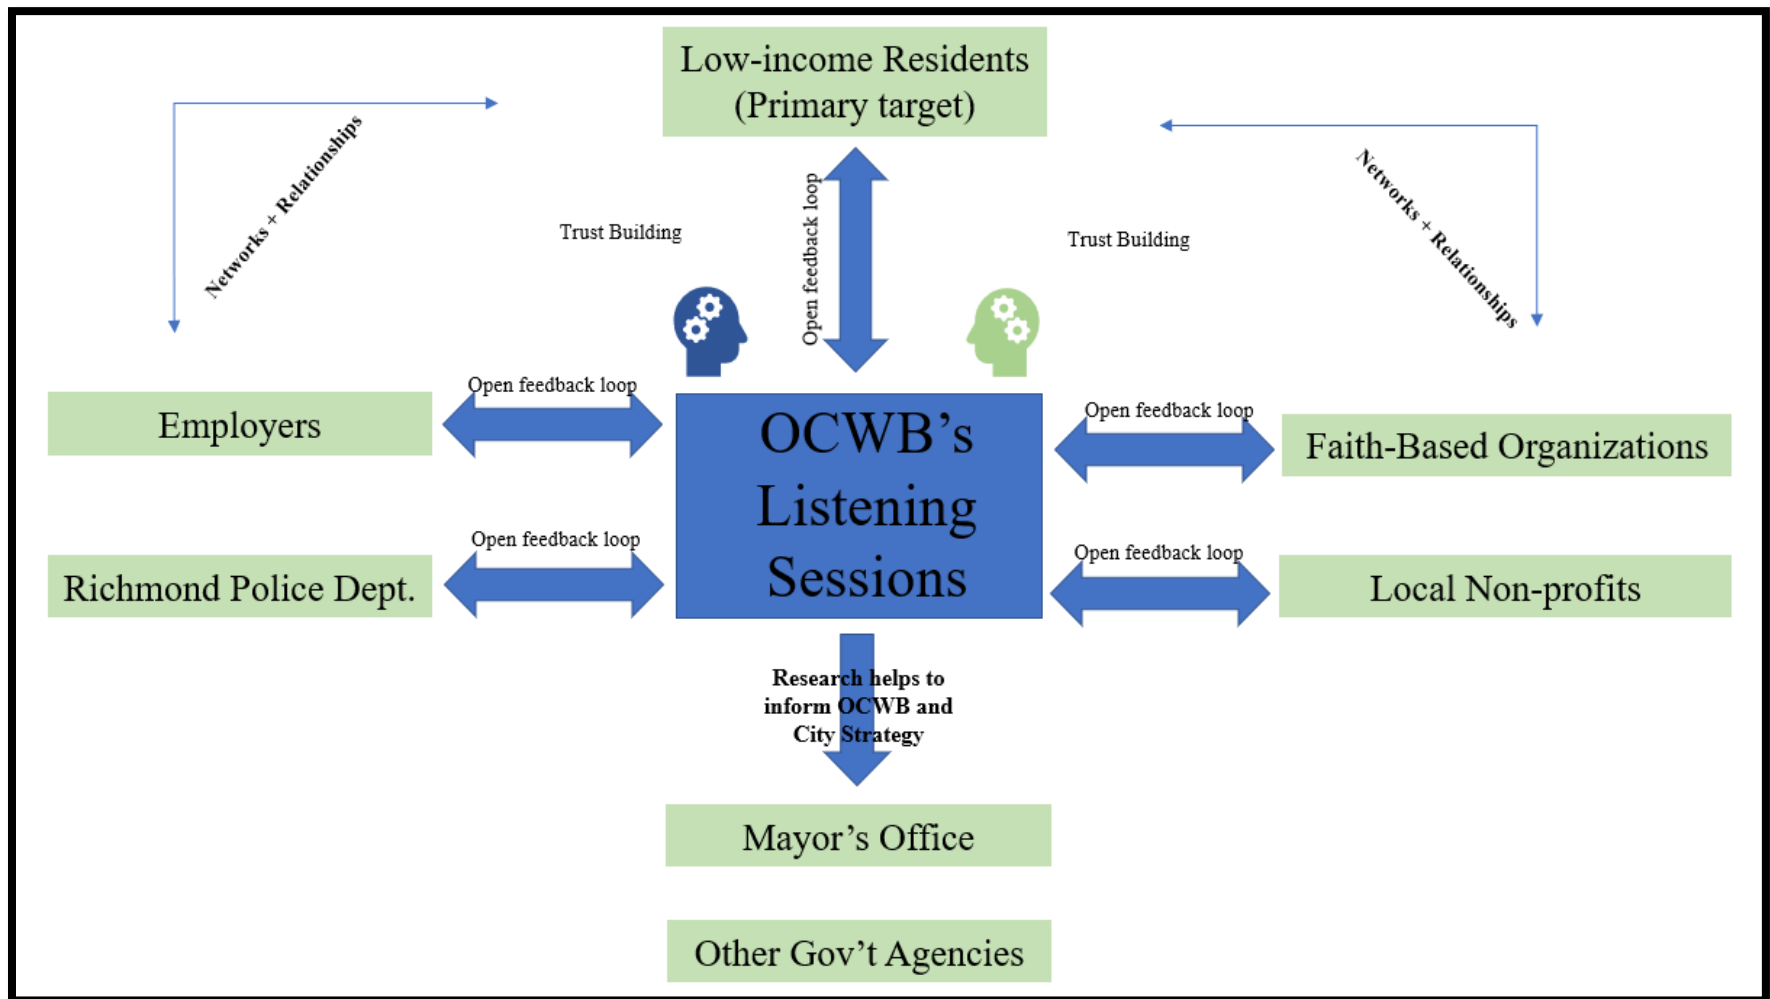 Low-income Residents
(Primary target)
Networks + Relationships
Networks + Relationships
Trust Building
Open feedback loop
Trust Building
Open feedback loop
Employers
OCWB’s
Listening
Sessions
Open feedback loop
Faith-Based Organizations
Open feedback loop
Richmond Police Dept.
Open feedback loop
Local Non-profits
Research helps to
inform OCWB and
City Strategy
Mayor’s Office
Other Gov’t Agencies